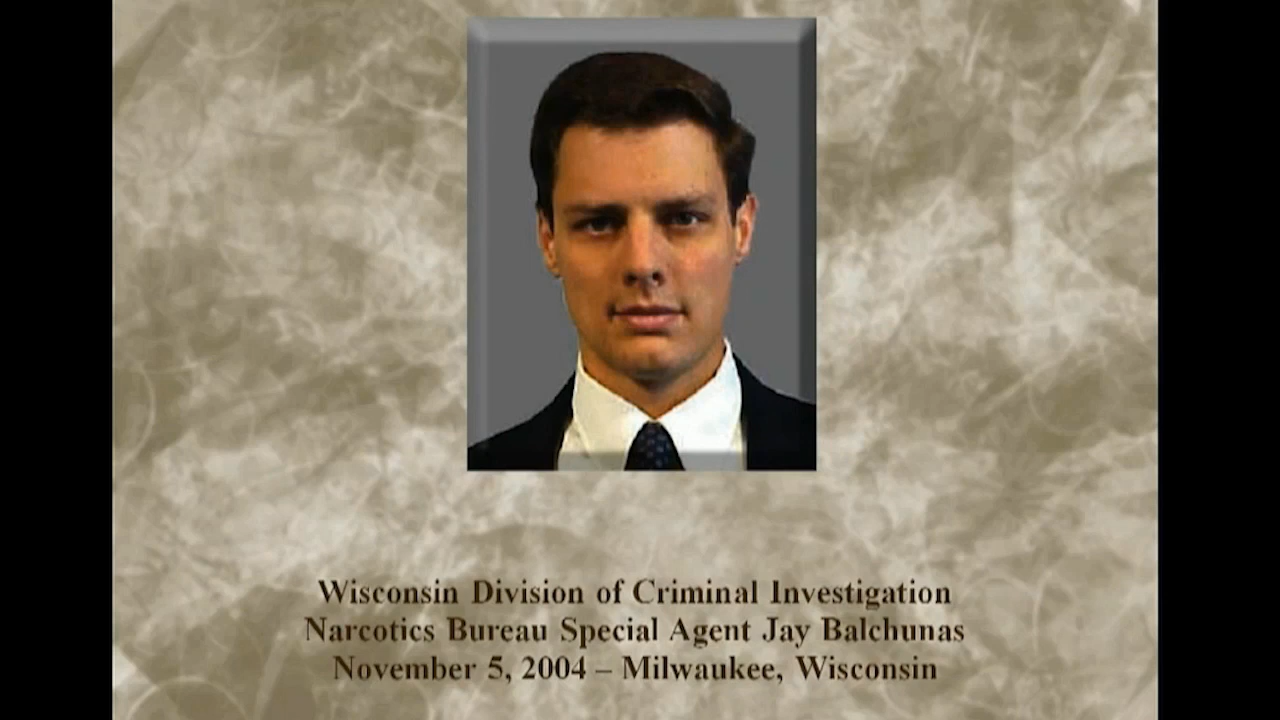 Wisconsin Division of Criminal Investigation
Narcotics Bureau Special Agent Jay Balchunas
November 5, 2004 – Milwaukee, Wisconsin